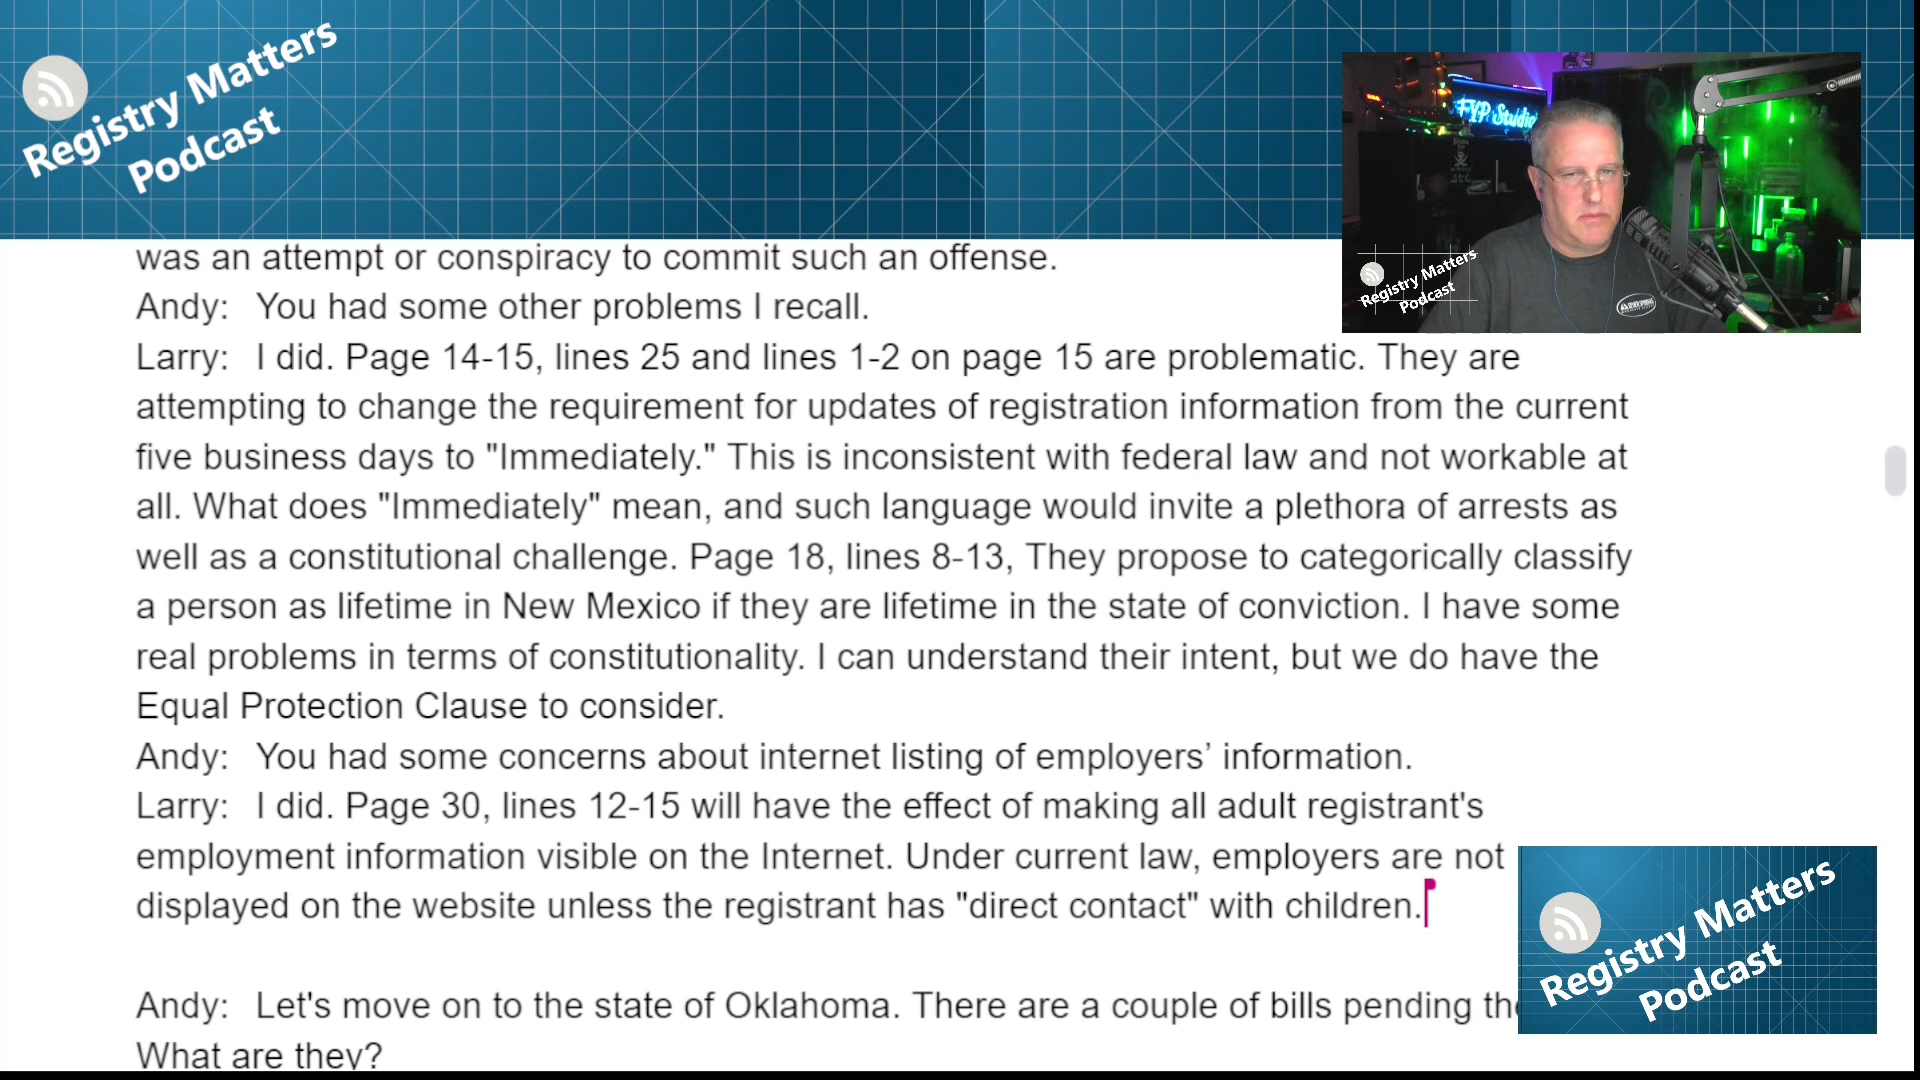 Registry Matters
Podcast
FYP Studio
Registry Matters
Podcast
was an attempt or conspiracy to commit such an offense.
Andy: You had some other problems I recall.
Larry: I did. Page 14-15, lines 25 and lines 1-2 on page 15 are problematic. They are
attempting to change the requirement for updates of registration information from the current
five business days to "Immediately." This is inconsistent with federal law and not workable at
all. What does "Immediately" mean, and such language would invite a plethora of arrests as
well as a constitutional challenge. Page 18, lines 8-13, They propose to categorically classify
a person as lifetime in New Mexico if they are lifetime in the state of conviction. I have some
real problems in terms of constitutionality. I can understand their intent, but we do have the
Equal Protection Clause to consider.
Andy: You had some concerns about internet listing of employers’ information.
Larry: I did. Page 30, lines 12-15 will have the effect of making all adult registrant's
employment information visible on the Internet. Under current law, employers are not
displayed on the website unless the registrant has "direct contact" with children.
Registry Matters
Podcast
Andy: Let's move on to the state of Oklahoma. There are a couple of bills pending
What are they?